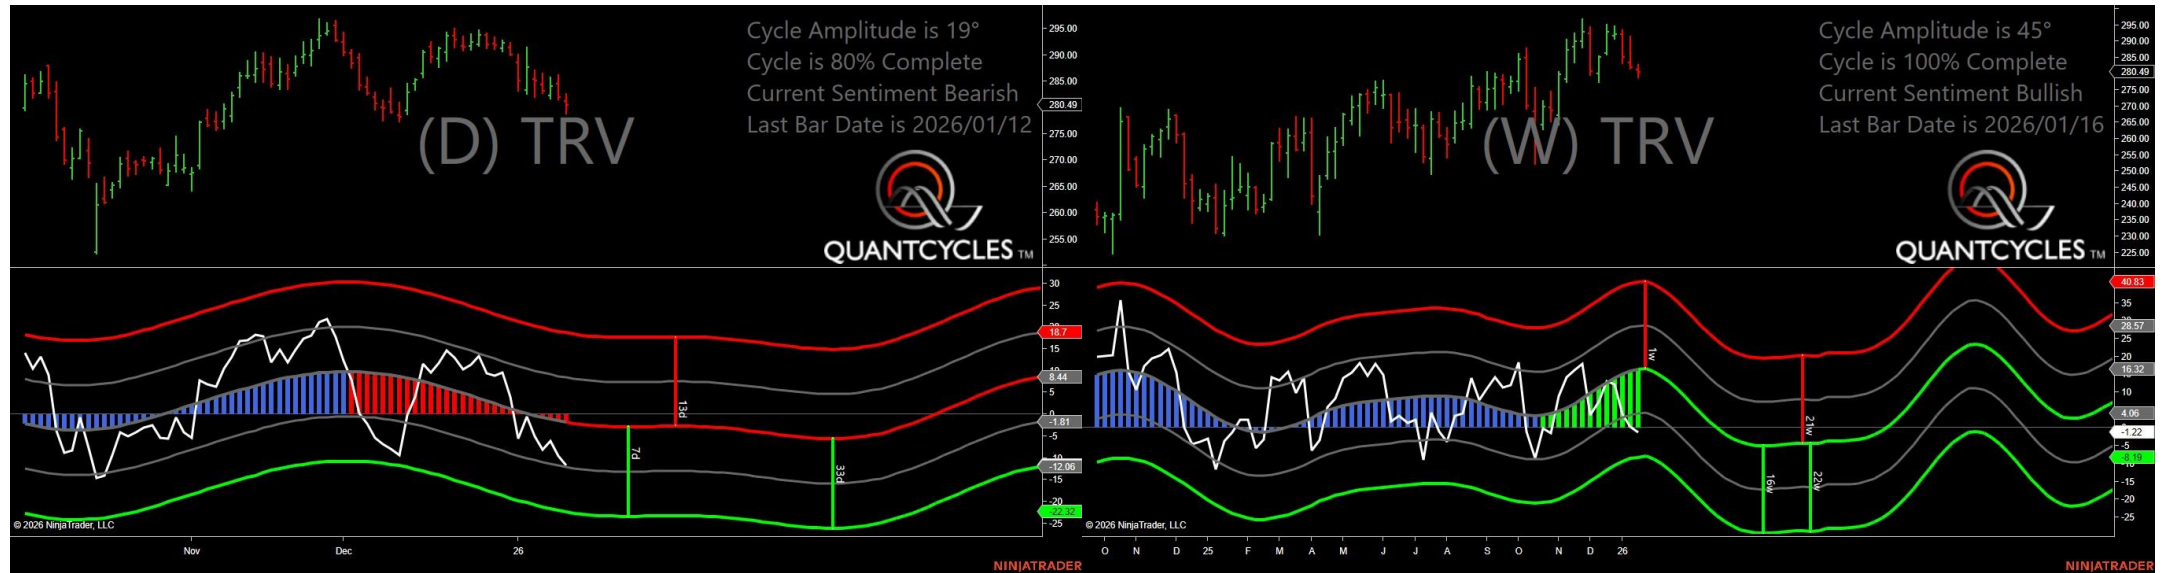 Cycle Amplitude is 19°
Cycle is 80% Complete
Current Sentiment Bearish
Last Bar Date is 2026/01/12
(D) TRV
QUANTCYCLES TM
295.00
290.00
285.00
280.49
275.00
270.00
265.00
260.00
255.00
30
25
18.7
15
8.44
5
0
-1.81
-5
-12.06
-15
-20
-22.32
-25
13d
7d
33d
© 2026 NinjaTrader, LLC
Nov Dec 26
NINJATRADER
Cycle Amplitude is 45°
Cycle is 100% Complete
Current Sentiment Bullish
Last Bar Date is 2026/01/16
(W) TRV
QUANTCYCLES TM
295.00
290.00
285.00
280.49
275.00
270.00
265.00
260.00
255.00
250.00
245.00
240.00
235.00
230.00
225.00
40.83
35
28.57
25
20
16.32
10
4.06
-1.22
-5
-8.19
-15
-20
-25
1w
21w
16w
22w
© 2026 NinjaTrader, LLC
O N D 25 F M A M J J A S O N D 26
NINJATRADER